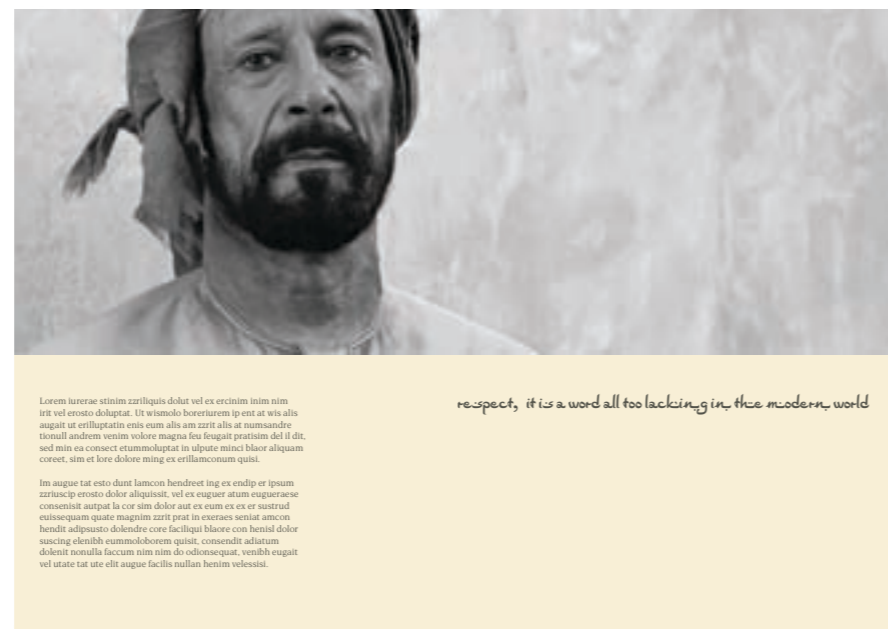 Lorem iurerae stinim zzriliquis dolut vel ex ercinim inim nim
irit vel erosto doluptat. Ut wismolo boreriurem ip ent at wis alis
augait ut erilluptatin enis eum alis am zzrit alis at numsandre
tionull andrem venim volore magna feu feugait pratisim del il dit,
sed min ea consect etummoluptat in ulpute minci blaor aliquam
coreet, sim et lore dolore ming ex erillamconum quisi.
Im augue tat esto dunt lamcon hendreet ing ex endip er ipsum
zzriuscip erosto dolor aliquissit, vel ex euguer atum eugueraese
consenisit autpat la cor sim dolor aut ex eum ex ex er sustrud
euissequam quate magnim zzrit prat in exeraes seniat amcon
hendit adipsusto dolendre core faciliqui blaore con henisl dolor
suscing elenibh eummoloborem quisit, consendit adiatum
dolenit nonulla faccum nim nim do odionsequat, venibh eugait
vel utate tat ute elit augue facilis nullan henim velessisi.
respect, it is a word all too lacking in the modern world